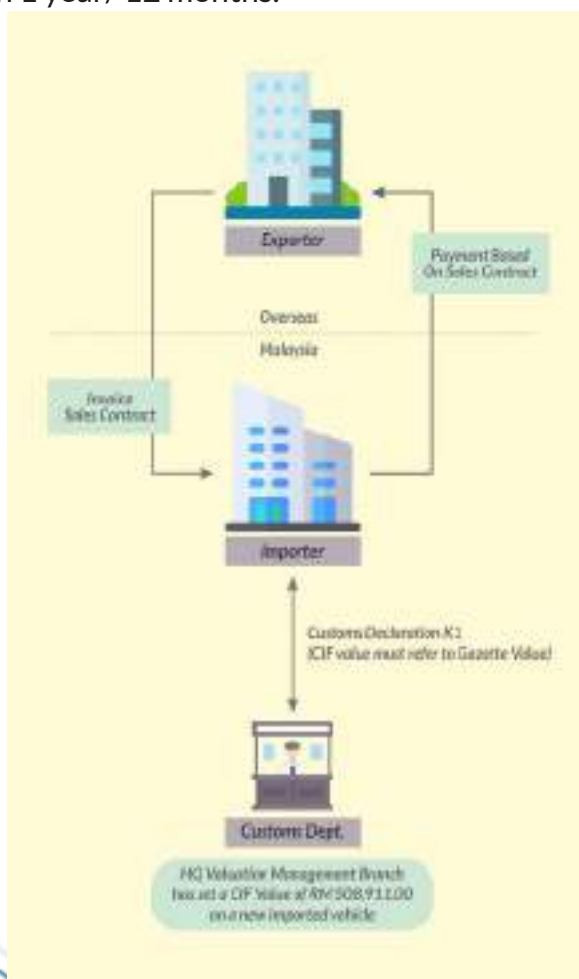 1 year/ 12 months.
Exporter
Payment Based
On Sales Contract
Overseas
Malaysia
Invoice
Sales Contract
Importer
Customs Declaration K1
(CIF value must refer to Gazette Value)
Customs Dept.
HQ Valuation Management Branch
has set a CIF Value of RM 508,911.00
on a new imported vehicle